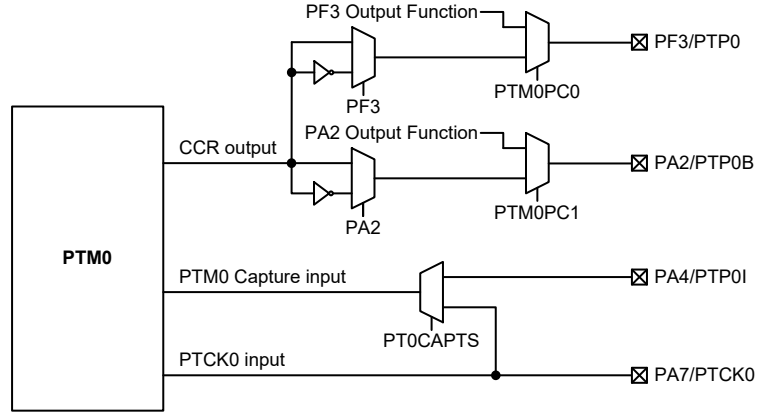 PF3 Output Function
PF3/PTP0
PTM0PC0
PF3
PA2 Output Function
CCR output
PA2/PTP0B
PTM0PC1
PA2
PTM0
PTM0 Capture input
PA4/PTP0I
PT0CAPTS
PTCK0 input
PA7/PTCK0